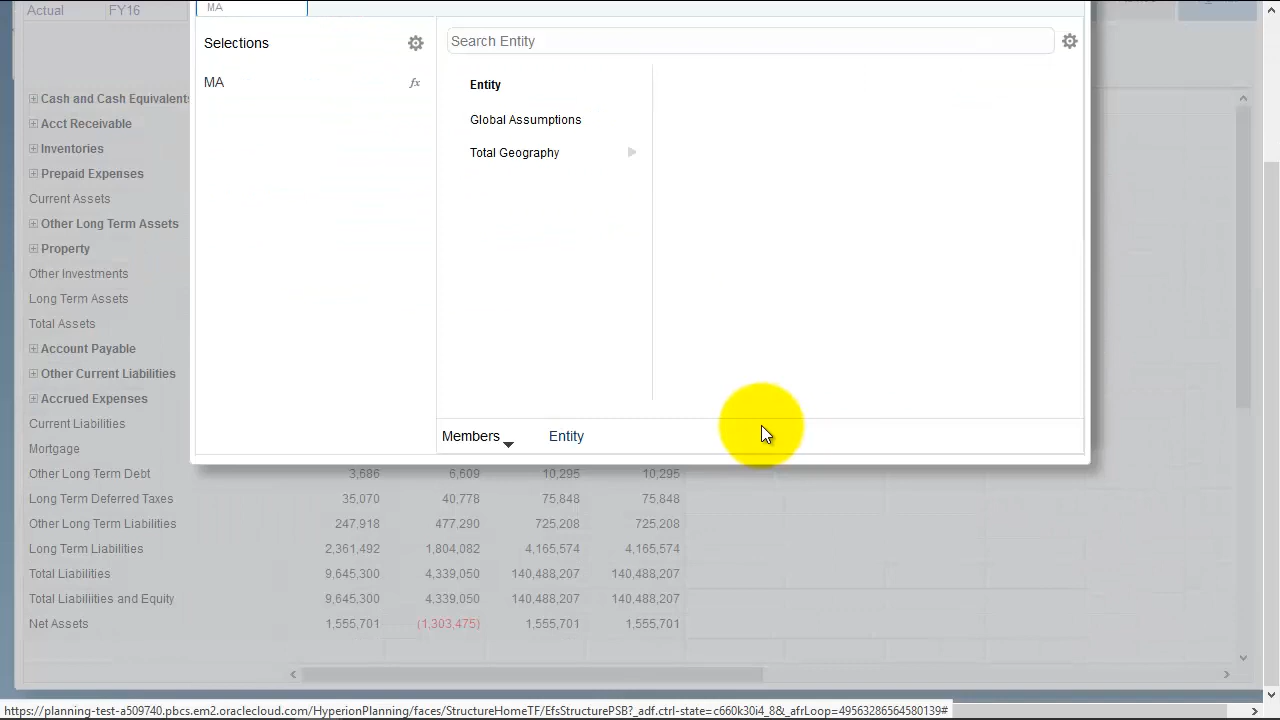 Actual FY16
MA
Selections
Search Entity
MA fx
Entity
Global Assumptions
Total Geography
Members Entity
Cash and Cash Equivalents
Acct Receivable
Inventories
Prepaid Expenses
Current Assets
Other Long Term Assets
Property
Other Investments
Long Term Assets
Total Assets
Account Payable
Other Current Liabilities
Accrued Expenses
Current Liabilities
Mortgage
Other Long Term Debt 3,686 6,609 10,295 10,295
Long Term Deferred Taxes 35,070 40,778 75,848 75,848
Other Long Term Liabilities 247,918 477,290 725,208 725,208
Long Term Liabilities 2,361,492 1,804,082 4,165,574 4,165,574
Total Liabilities 9,645,300 4,339,050 140,488,207 140,488,207
Total Liabiliities and Equity 9,645,300 4,339,050 140,488,207 140,488,207
Net Assets 1,555,701 (1,303,475) 1,555,701 1,555,701
https://planning-test-a509740.pbcs.em2.oraclecloud.com/HyperionPlanning/faces/StructureHomeTF/EfsStructurePSB?_adf.ctrl-state=c660k30i4_8&_afrLoop=49563286564580139#